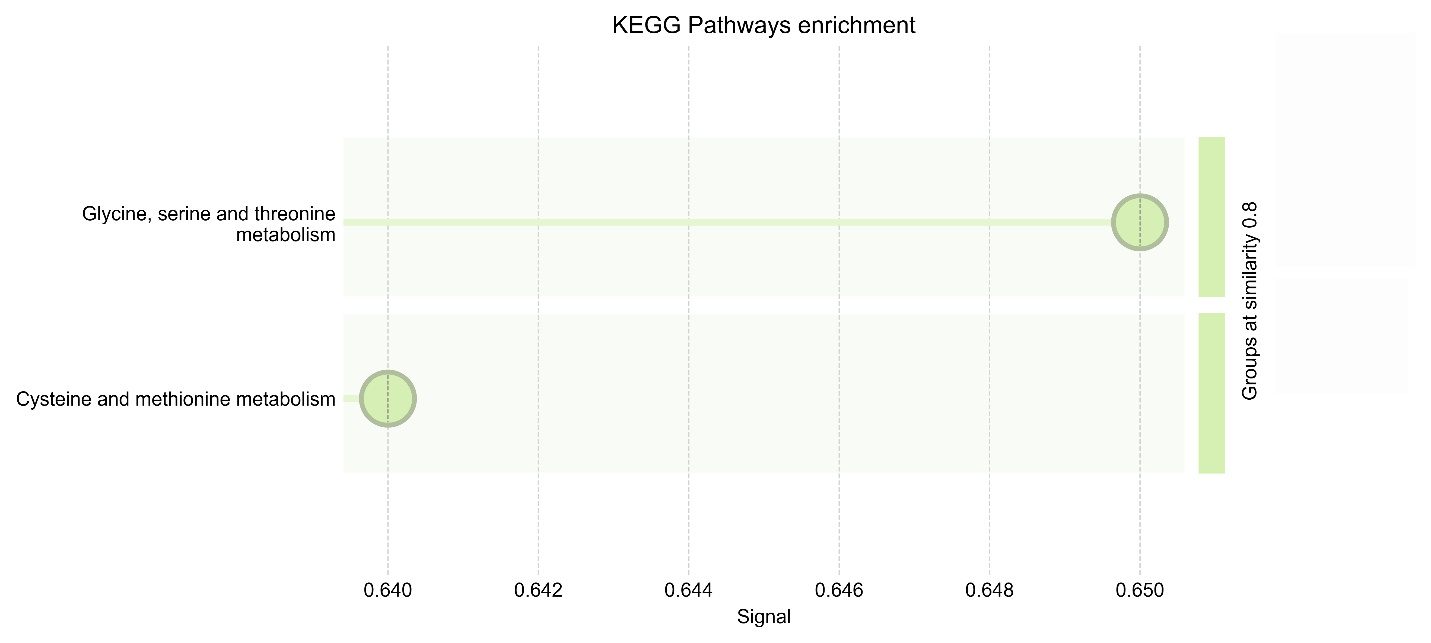 KEGG Pathways enrichment
Glycine, serine and threonine
metabolism
Cysteine and methionine metabolism
Groups at similarity 0.8
0.640 0.642 0.644 0.646 0.648 0.650
Signal